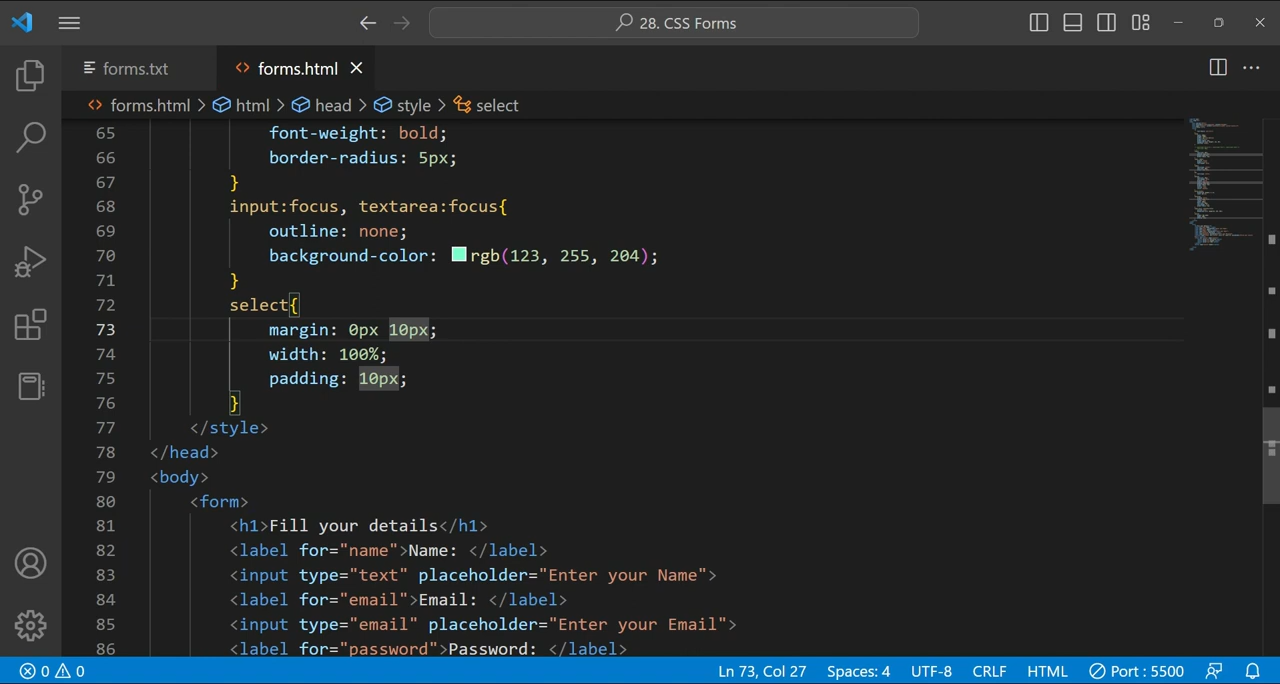 28. CSS Forms
forms.txt
forms.html
forms.html > html > head > style > select
65 font-weight: bold;
66 border-radius: 5px;
67 }
68 input:focus, textarea:focus{
69 outline: none;
70 background-color: rgb(123, 255, 204);
71 }
72 select{
73 margin: 0px 10px;
74 width: 100%;
75 padding: 10px;
76 }
77 </style>
78 </head>
79 <body>
80 <form>
81 <h1>Fill your details</h1>
82 <label for="name">Name: </label>
83 <input type="text" placeholder="Enter your Name">
84 <label for="email">Email: </label>
85 <input type="email" placeholder="Enter your Email">
86 <label for="password">Password: </label>
0 0 Ln 73, Col 27 Spaces: 4 UTF-8 CRLF HTML Port : 5500